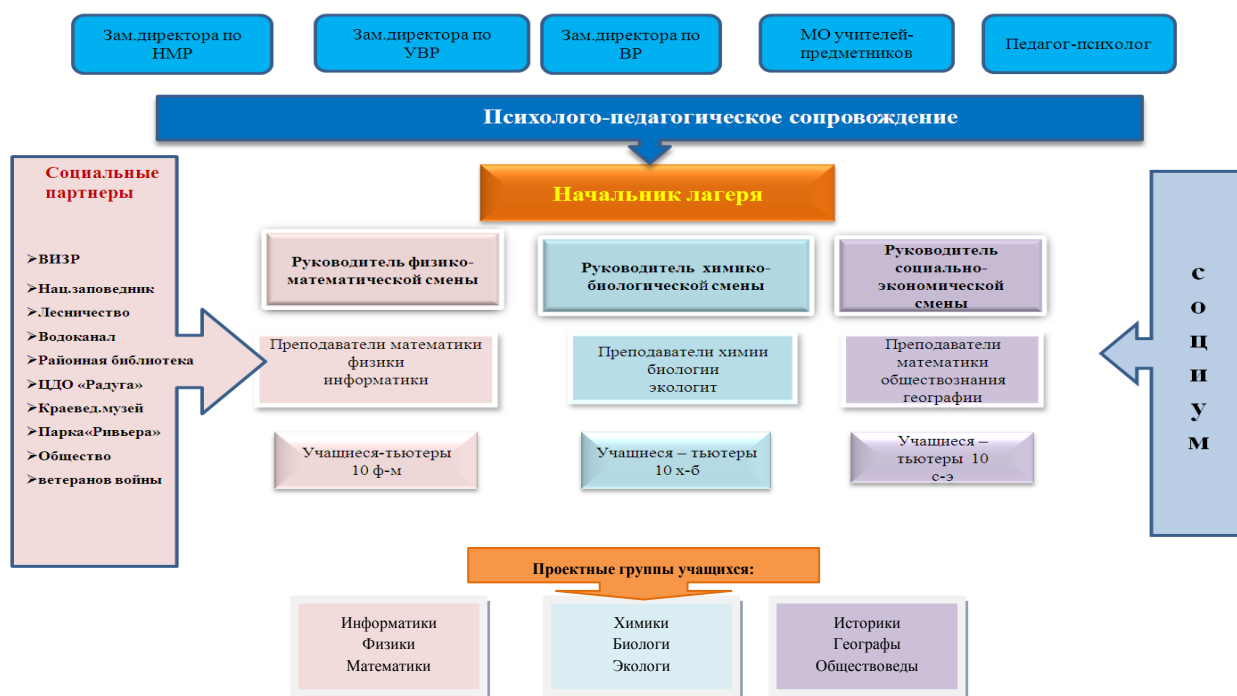 Зам.директора по
НМР
Зам.директора по
УВР
Зам.директора по
ВР
МО учителей-
предметников
Педагог-психолог
Психолого-педагогическое сопровождение
Социальные
партнеры
➢ВИЗР
➢Нац.заповедник
➢Лесничество
➢Водоканал
➢Районная библиотека
➢ЦДО «Радуга»
➢Краевед.музей
➢Парка«Ривьера»
➢Общество
➢ветеранов войны
Начальник лагеря
Руководитель физико-
математической смены
Руководитель химико-
биологической смены
Руководитель
социально-
экономической
смены
Преподаватели математики
физики
информатики
Преподаватели химии
биологии
экологит
Преподаватели
математики
обществознания
географии
Учащиеся-тьютеры
10 ф-м
Учащиеся – тьютеры
10 х-б
Учащиеся –
тьютеры 10
с-э
с
о
ц
и
у
м
Проектные группы учащихся:
Информатики
Физики
Математики
Химики
Биологи
Экологи
Историки
Географы
Обществоведы